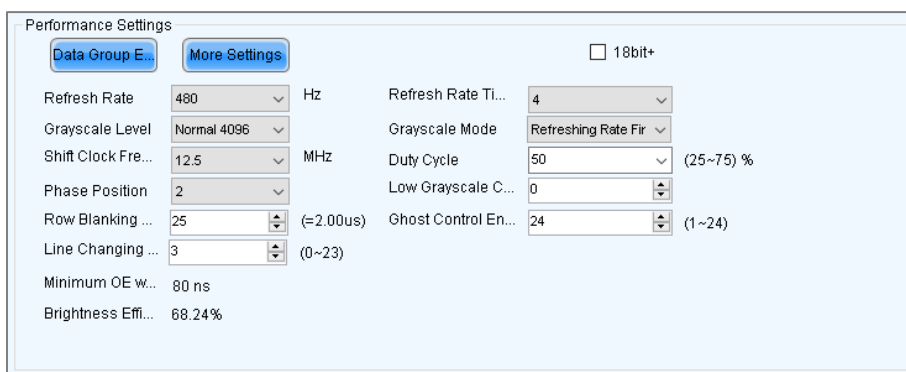 Performance Settings
Data Group E... More Settings 18bit+
Refresh Rate 480 Hz Refresh Rate Ti... 4
Grayscale Level Normal 4096 Grayscale Mode Refreshing Rate Fir
Shift Clock Fre... 12.5 MHz Duty Cycle 50 (25~75) %
Phase Position 2 Low Grayscale C... 0
Row Blanking ... 25 (=2.00us) Ghost Control En... 24 (1~24)
Line Changing ... 3 (0~23)
Minimum OE w... 80 ns
Brightness Effi... 68.24%